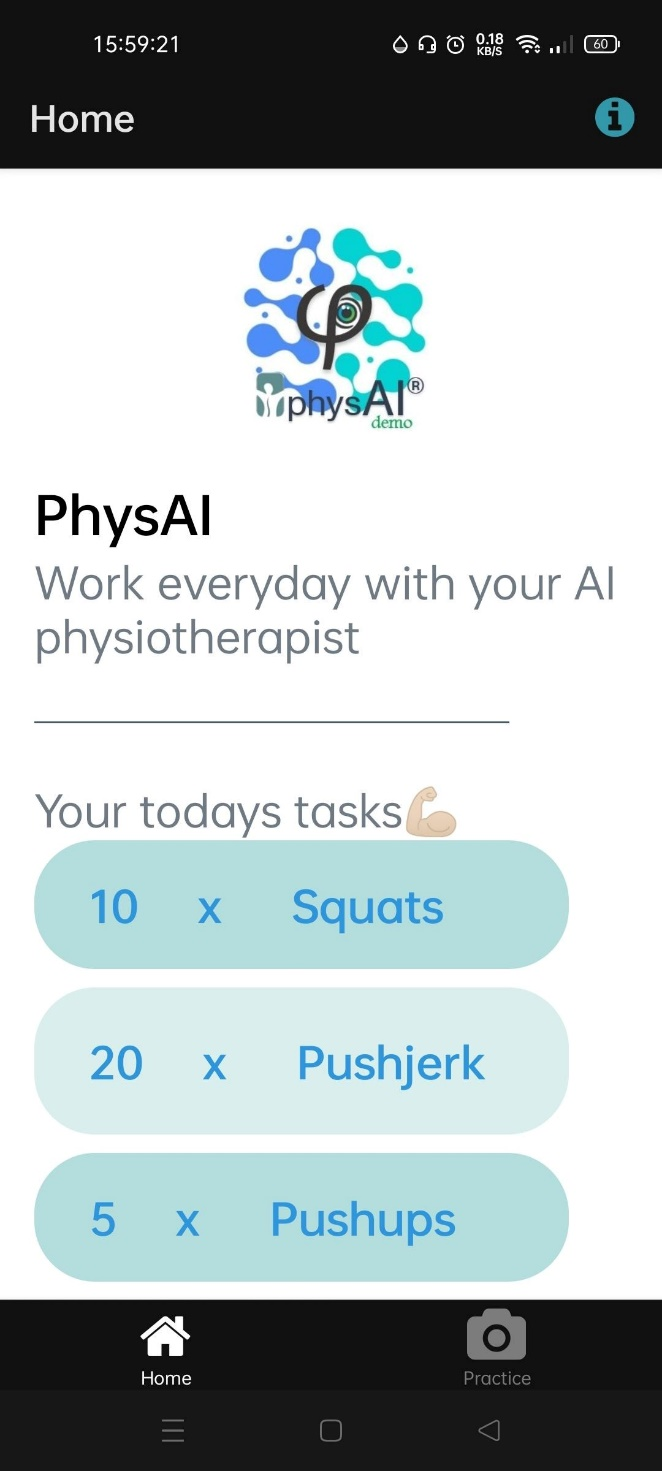 15:59:21 0.18 KB/S 60
Home
φ
physAI®
demo
PhysAI
Work everyday with your AI
physiotherapist
Your todays tasks💪🏼
10 x Squats
20 x Pushjerk
5 x Pushups
Home Practice